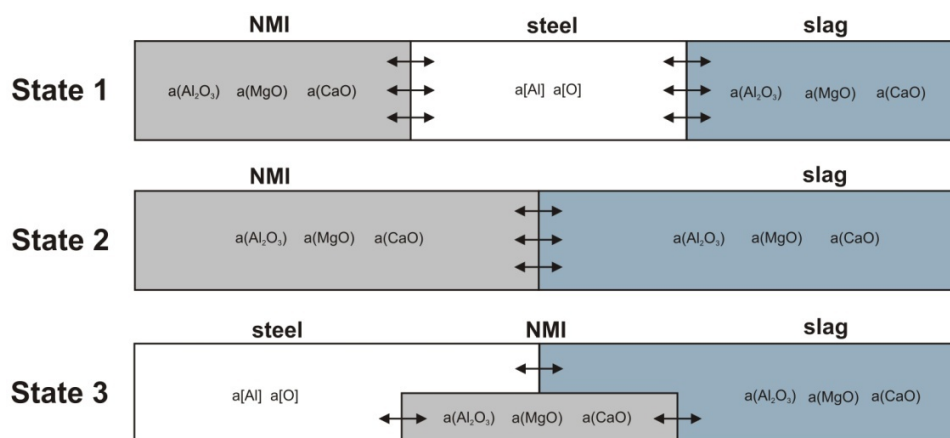 NMI steel slag
State 1 a(Al₂O₃) a(MgO) a(CaO) a[Al] a[O] a(Al₂O₃) a(MgO) a(CaO)
NMI slag
State 2 a(Al₂O₃) a(MgO) a(CaO) a(Al₂O₃) a(MgO) a(CaO)
steel NMI slag
State 3 a[Al] a[O] a(Al₂O₃) a(MgO) a(CaO) a(Al₂O₃) a(MgO) a(CaO)